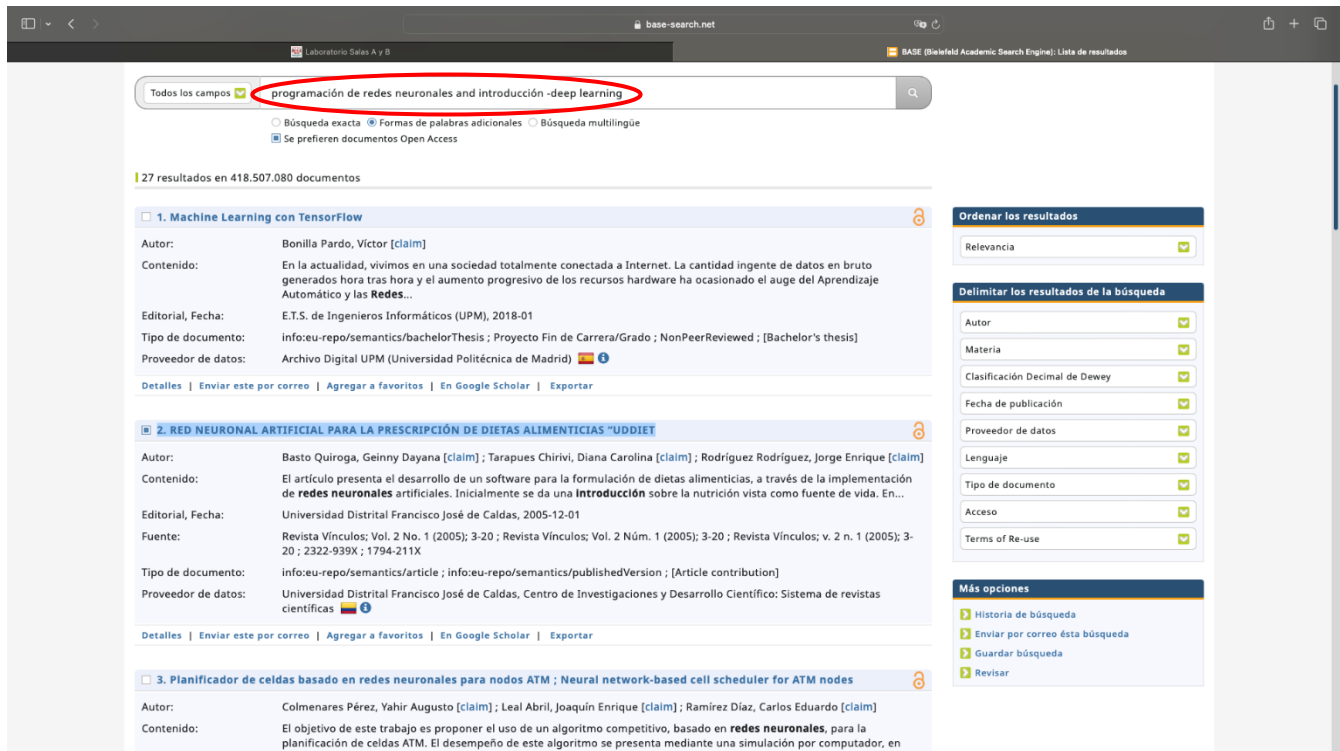 base-search.net
Laboratorio Salas A y B
BASE (Bielefeld Academic Search Engine): Lista de resultados
Todos los campos
programación de redes neuronales and introducción -deep learning
Búsqueda exacta Formas de palabras adicionales Búsqueda multilingüe
Se prefieren documentos Open Access
27 resultados en 418.507.080 documentos
1. Machine Learning con TensorFlow
Autor: Bonilla Pardo, Víctor [claim]
Contenido: En la actualidad, vivimos en una sociedad totalmente conectada a Internet. La cantidad ingente de datos en bruto
generados hora tras hora y el aumento progresivo de los recursos hardware ha ocasionado el auge del Aprendizaje
Automático y las Redes...
Editorial, Fecha: E.T.S. de Ingenieros Informáticos (UPM), 2018-01
Tipo de documento: info:eu-repo/semantics/bachelorThesis ; Proyecto Fin de Carrera/Grado ; NonPeerReviewed ; [Bachelor's thesis]
Proveedor de datos: Archivo Digital UPM (Universidad Politécnica de Madrid)
Detalles | Enviar este por correo | Agregar a favoritos | En Google Scholar | Exportar
2. RED NEURONAL ARTIFICIAL PARA LA PRESCRIPCIÓN DE DIETAS ALIMENTICIAS "UDDIET
Autor: Basto Quiroga, Geinny Dayana [claim] ; Tarapues Chirivi, Diana Carolina [claim] ; Rodríguez Rodríguez, Jorge Enrique [claim]
Contenido: El artículo presenta el desarrollo de un software para la formulación de dietas alimenticias, a través de la implementación
de redes neuronales artificiales. Inicialmente se da una introducción sobre la nutrición vista como fuente de vida. En...
Editorial, Fecha: Universidad Distrital Francisco José de Caldas, 2005-12-01
Fuente: Revista Vínculos; Vol. 2 No. 1 (2005); 3-20 ; Revista Vínculos; Vol. 2 Núm. 1 (2005); 3-20 ; Revista Vínculos; v. 2 n. 1 (2005); 3-
20 ; 2322-939X ; 1794-211X
Tipo de documento: info:eu-repo/semantics/article ; info:eu-repo/semantics/publishedVersion ; [Article contribution]
Proveedor de datos: Universidad Distrital Francisco José de Caldas, Centro de Investigaciones y Desarrollo Científico: Sistema de revistas
científicas
Detalles | Enviar este por correo | Agregar a favoritos | En Google Scholar | Exportar
3. Planificador de celdas basado en redes neuronales para nodos ATM ; Neural network-based cell scheduler for ATM nodes
Autor: Colmenares Pérez, Yahir Augusto [claim] ; Leal Abril, Joaquín Enrique [claim] ; Ramírez Díaz, Carlos Eduardo [claim]
Contenido: El objetivo de este trabajo es proponer el uso de un algoritmo competitivo, basado en redes neuronales, para la
planificación de celdas ATM. El desempeño de este algoritmo se presenta mediante una simulación por computador, en
Ordenar los resultados
Relevancia
Delimitar los resultados de la búsqueda
Autor
Materia
Clasificación Decimal de Dewey
Fecha de publicación
Proveedor de datos
Lenguaje
Tipo de documento
Acceso
Terms of Re-use
Más opciones
Historia de búsqueda
Enviar por correo ésta búsqueda
Guardar búsqueda
Revisar